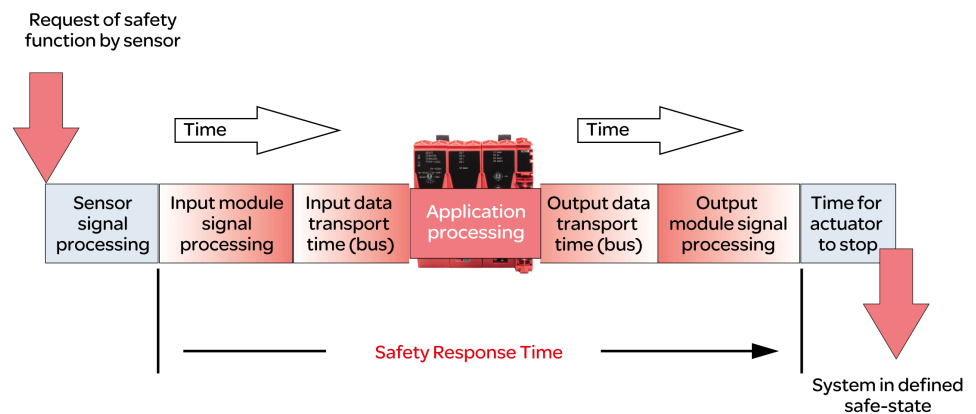 Request of safety
function by sensor
Time
Time
Sensor
signal
processing
Input module
signal
processing
Input data
transport
time (bus)
Application
processing
Output data
transport
time (bus)
Output
module signal
processing
Time for
actuator
to stop
Safety Response Time
System in defined
safe-state